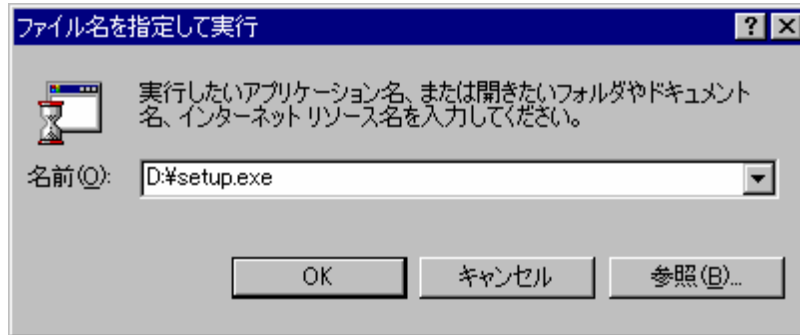 ファイル名を指定して実行
実行したいアプリケーション名、または開きたいフォルダやドキュメント
名、インターネット リソース名を入力してください。
名前(O):
D:¥setup.exe
OK
キャンセル
参照(B)...